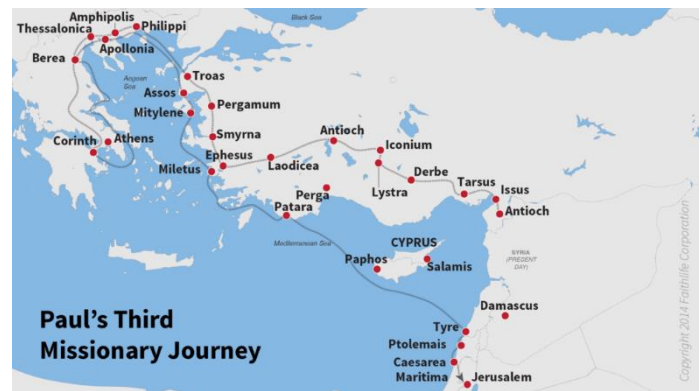 Black Sea
Amphipolis
Philippi
Thessalonica
Apollonia
Berea
Aegean
Sea
Troas
Assos
Pergamum
Mitylene
Smyrna
Antioch
Iconium
Corinth
Athens
Ephesus
Laodicea
Derbe
Tarsus
Issus
Miletus
Lystra
Perga
Antioch
Patara
Mediterranean Sea
CYPRUS
SYRIA
(PRESENT
DAY)
Paphos
Salamis
Damascus
Paul's Third
Missionary Journey
Tyre
Ptolemais
Caesarea
Maritima
Jerusalem
Copyright 2014 Faithlife Corporation